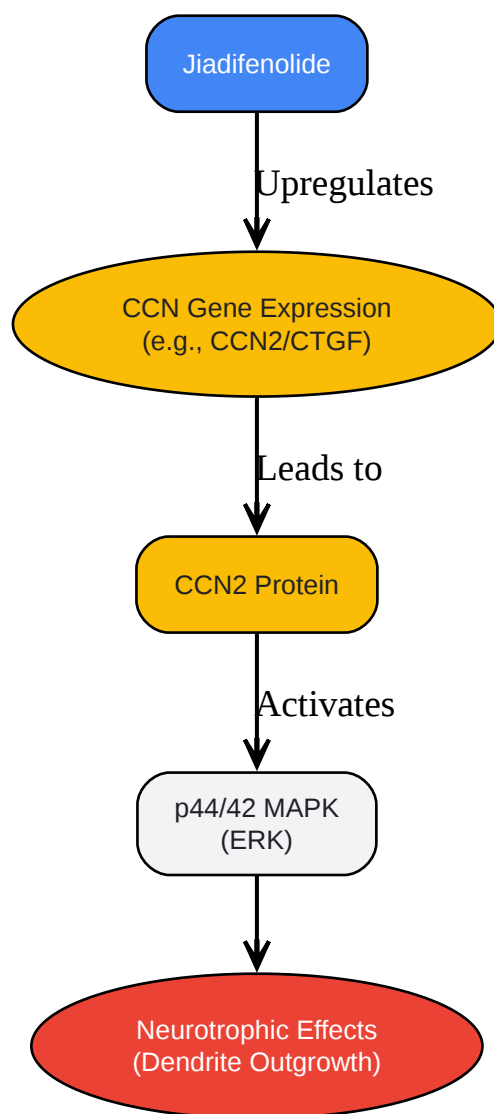 Jiadifenolide
Upregulates
CCN Gene Expression
(e.g., CCN2/CTGF)
Leads to
CCN2 Protein
Activates
p44/42 MAPK
(ERK)
Neurotrophic Effects
(Dendrite Outgrowth)